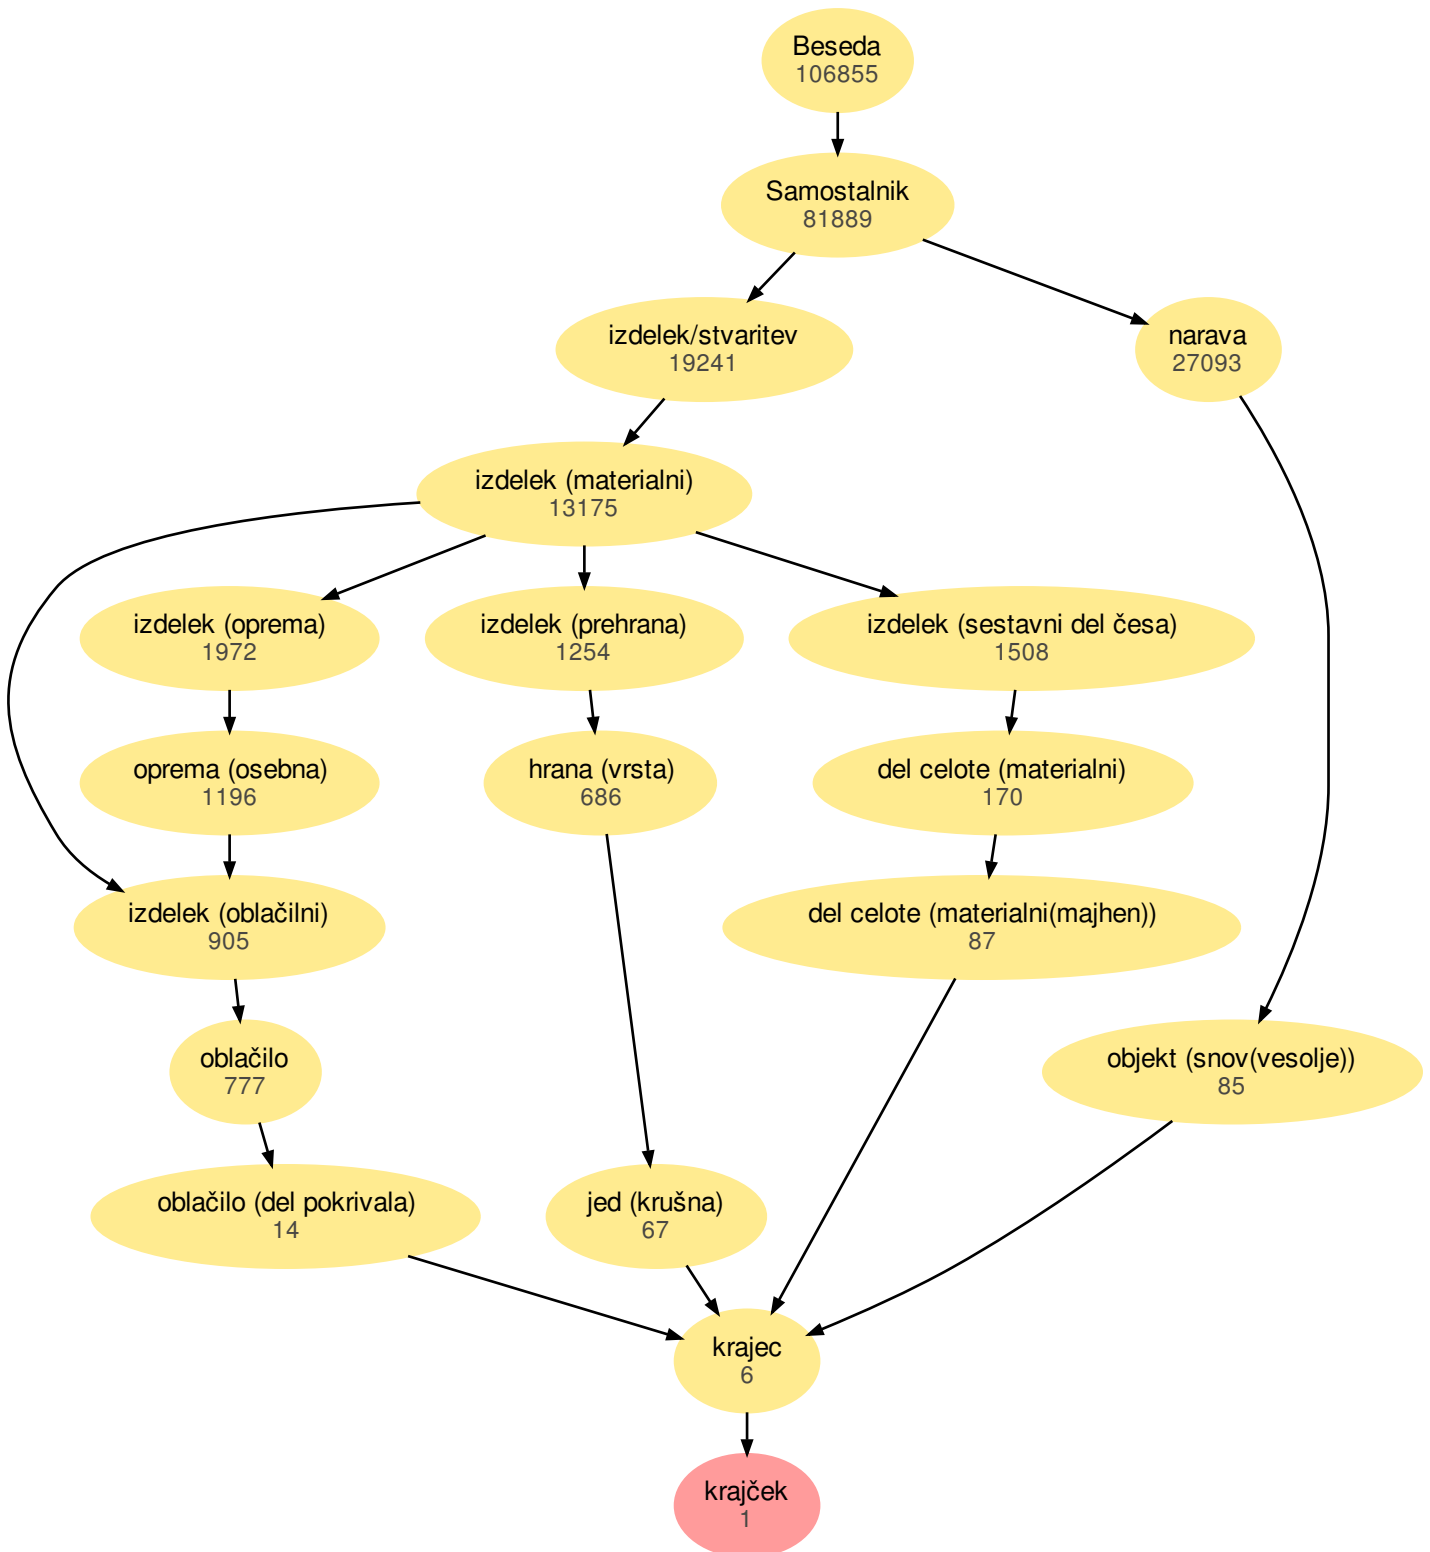 Beseda
106855
Samostalnik
81889
izdelek/stvaritev
19241
narava
27093
izdelek (materialni)
13175
izdelek (oprema)
1972
izdelek (prehrana)
1254
izdelek (sestavni del česa)
1508
oprema (osebna)
1196
hrana (vrsta)
686
del celote (materialni)
170
izdelek (oblačilni)
905
del celote (materialni(majhen))
87
oblačilo
777
objekt (snov(vesolje))
85
oblačilo (del pokrivala)
14
jed (krušna)
67
krajec
6
krajček
1